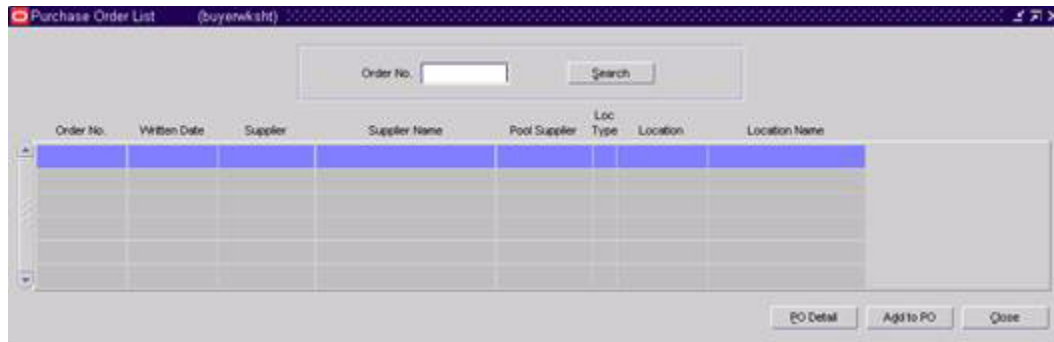 Purchase Order List (buyerwksht)
Order No. Search
Order No. Written Date Supplier Supplier Name Pool Supplier Loc Type Location Location Name
PO Detail Add to PO Close